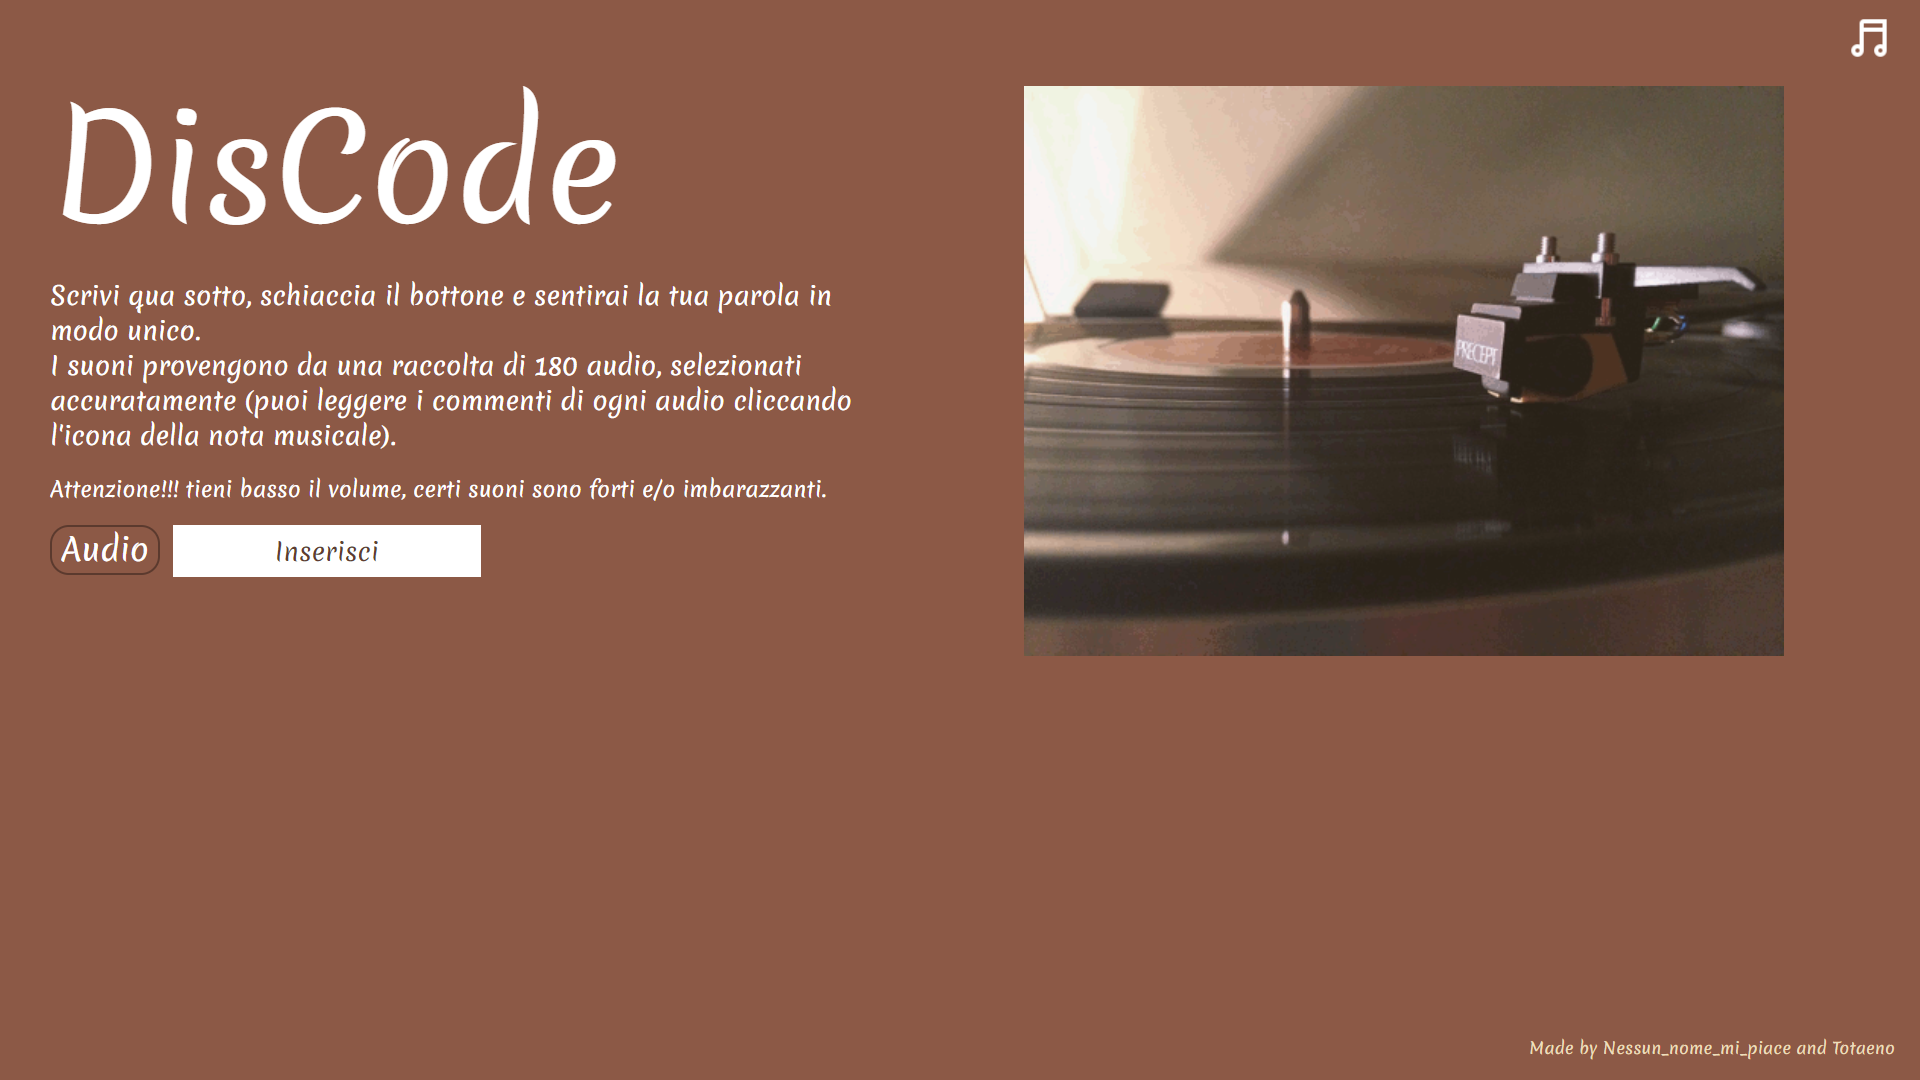 DisCode
Scrivi qua sotto, schiaccia il bottone e sentirai la tua parola in
modo unico.
I suoni provengono da una raccolta di 180 audio, selezionati
accuratamente (puoi leggere i commenti di ogni audio cliccando
l'icona della nota musicale).
Attenzione!!! tieni basso il volume, certi suoni sono forti e/o imbarazzanti.
Audio
Inserisci
PRECEPT
Made by Nessun_nome_mi_piace and Totaeno